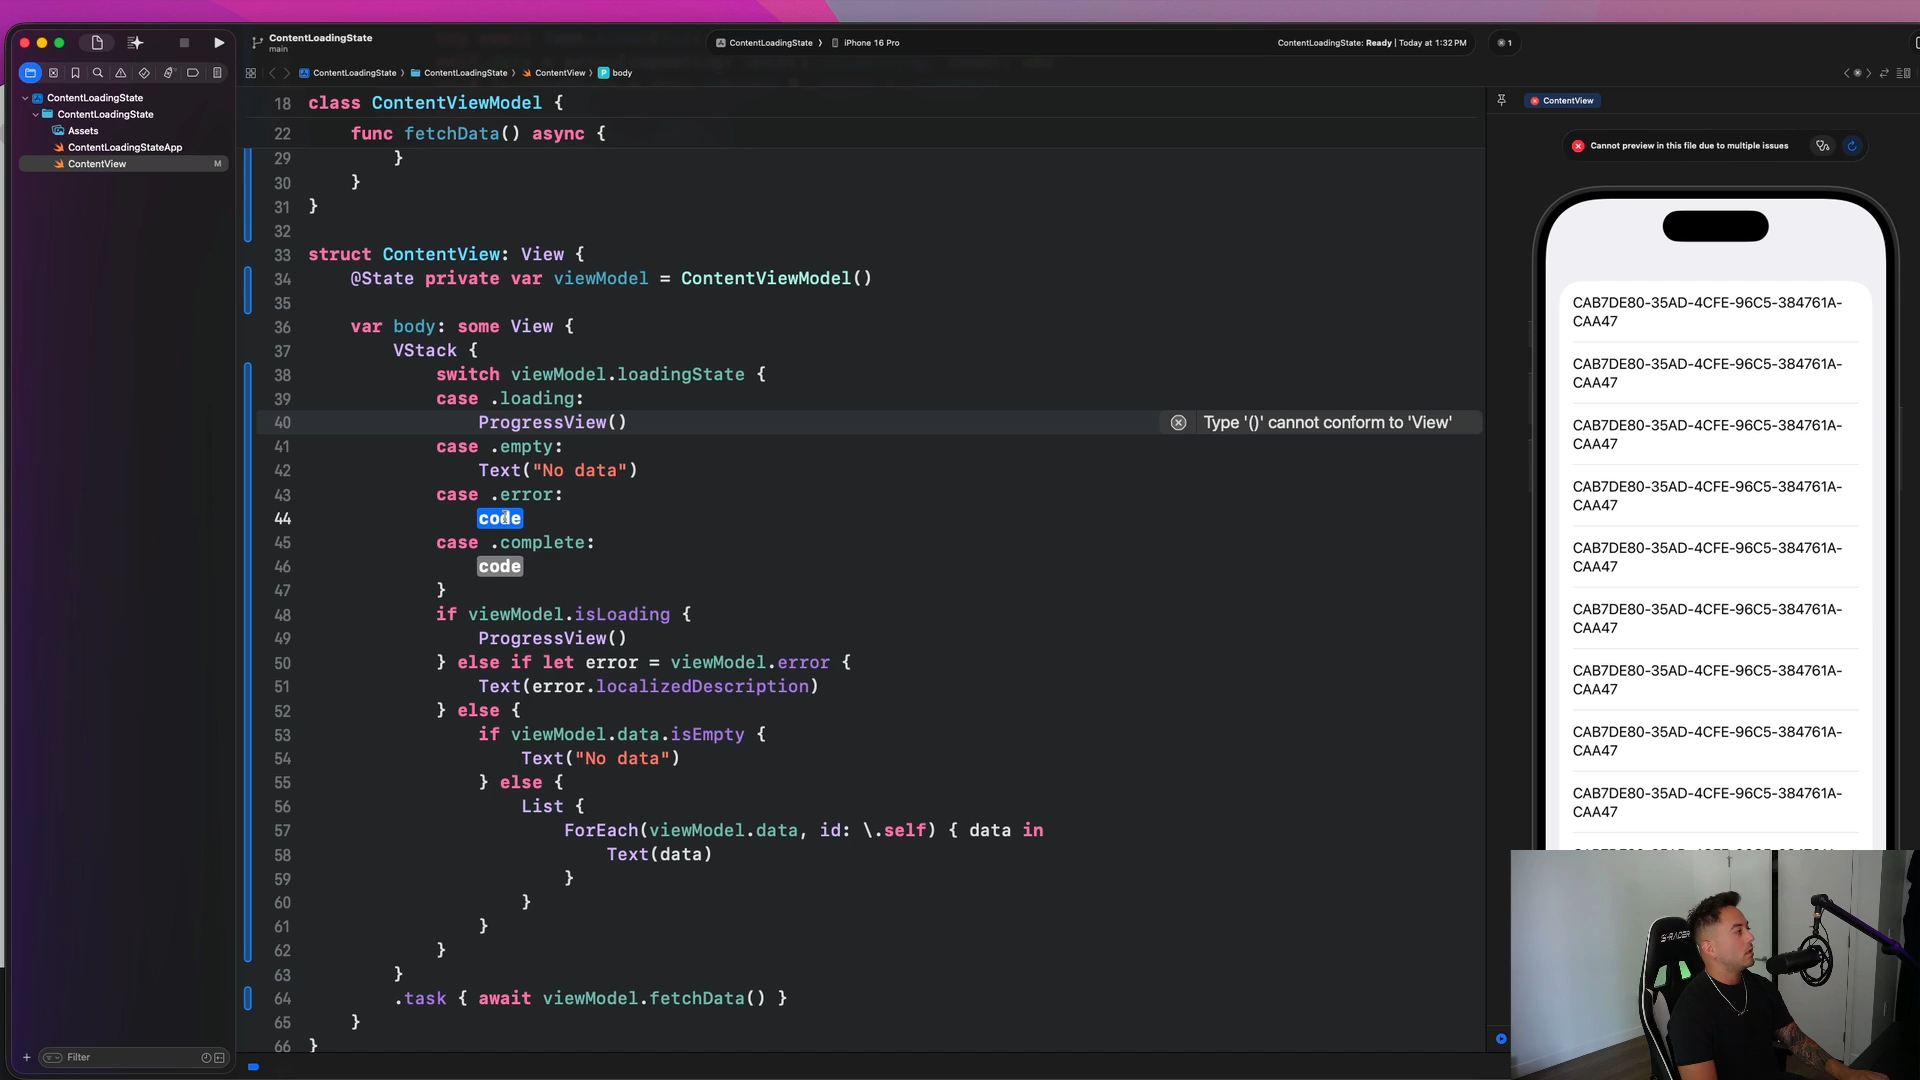 ContentLoadingState
main
ContentLoadingState
iPhone 16 Pro
ContentLoadingState: Ready | Today at 1:32 PM
1
ContentLoadingState
ContentLoadingState
ContentView
body
ContentLoadingState
ContentLoadingState
Assets
ContentLoadingStateApp
ContentView
M
Filter
18 class ContentViewModel {
22 func fetchData() async {
29 }
30 }
31 }
32
33 struct ContentView: View {
34 @State private var viewModel = ContentViewModel()
35
36 var body: some View {
37 VStack {
38 switch viewModel.loadingState {
39 case .loading:
40 ProgressView()
Type '()' cannot conform to 'View'
41 case .empty:
42 Text("No data")
43 case .error:
44 code
45 case .complete:
46 code
47 }
48 if viewModel.isLoading {
49 ProgressView()
50 } else if let error = viewModel.error {
51 Text(error.localizedDescription)
52 } else {
53 if viewModel.data.isEmpty {
54 Text("No data")
55 } else {
56 List {
57 ForEach(viewModel.data, id: \.self) { data in
58 Text(data)
59 }
60 }
61 }
62 }
63 }
64 .task { await viewModel.fetchData() }
65 }
66 }
ContentView
Cannot preview in this file due to multiple issues
CAB7DE80-35AD-4CFE-96C5-384761A-
CAA47
CAB7DE80-35AD-4CFE-96C5-384761A-
CAA47
CAB7DE80-35AD-4CFE-96C5-384761A-
CAA47
CAB7DE80-35AD-4CFE-96C5-384761A-
CAA47
CAB7DE80-35AD-4CFE-96C5-384761A-
CAA47
CAB7DE80-35AD-4CFE-96C5-384761A-
CAA47
CAB7DE80-35AD-4CFE-96C5-384761A-
CAA47
CAB7DE80-35AD-4CFE-96C5-384761A-
CAA47
CAB7DE80-35AD-4CFE-96C5-384761A-
CAA47
S-RACER